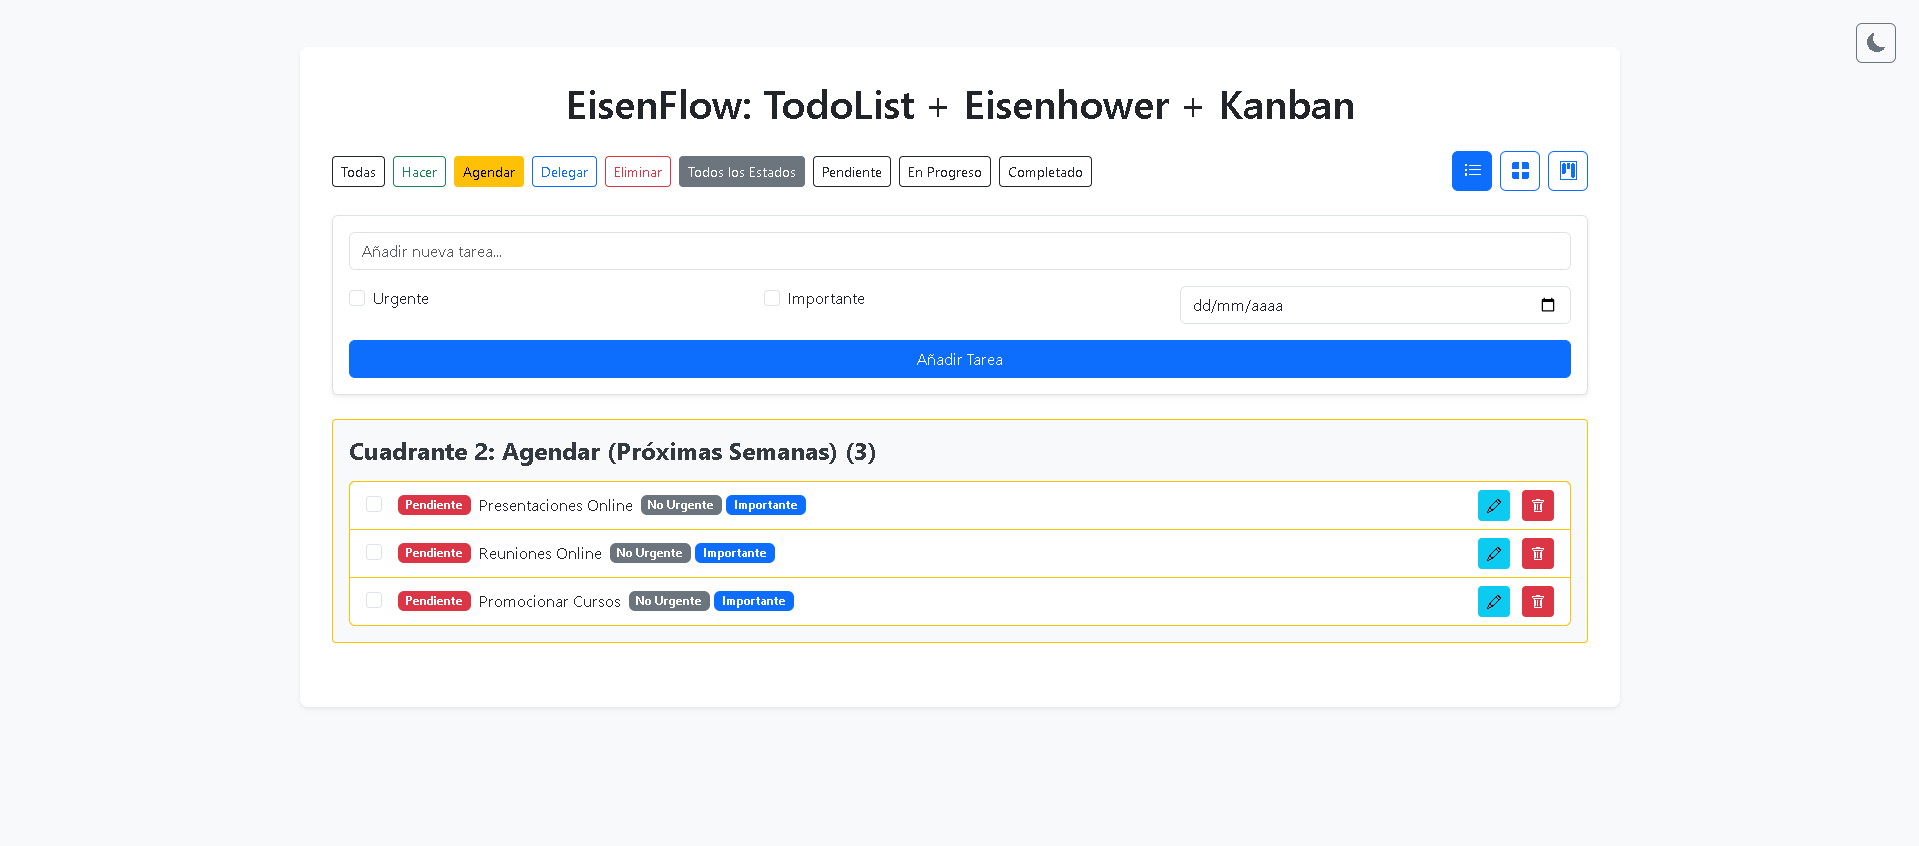 EisenFlow: TodoList + Eisenhower + Kanban
Todas Hacer Agendar Delegar Eliminar Todos los Estados Pendiente En Progreso Completado
Añadir nueva tarea...
Urgente Importante dd/mm/aaaa
Añadir Tarea
Cuadrante 2: Agendar (Próximas Semanas) (3)
Pendiente Presentaciones Online No Urgente Importante
Pendiente Reuniones Online No Urgente Importante
Pendiente Promocionar Cursos No Urgente Importante